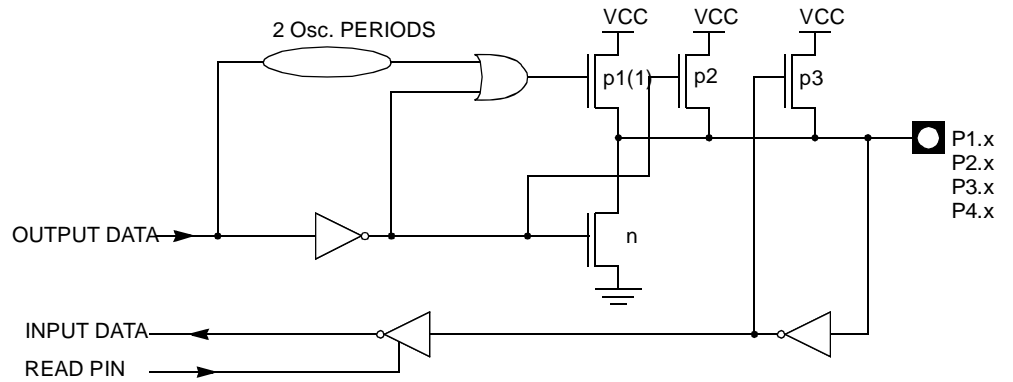 VCC VCC VCC
2 Osc. PERIODS
p1(1) p2 p3
P1.x
P2.x
P3.x
P4.x
OUTPUT DATA
n
INPUT DATA
READ PIN